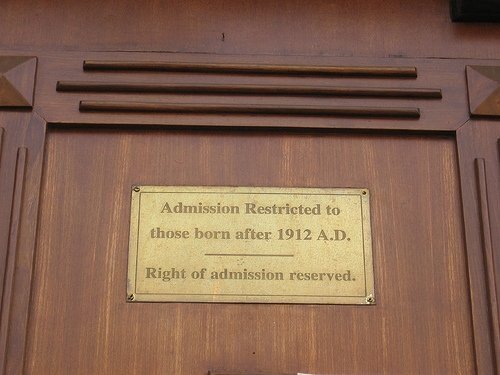 Admission Restricted to
those born after 1912 A.D.
Right of admission reserved.